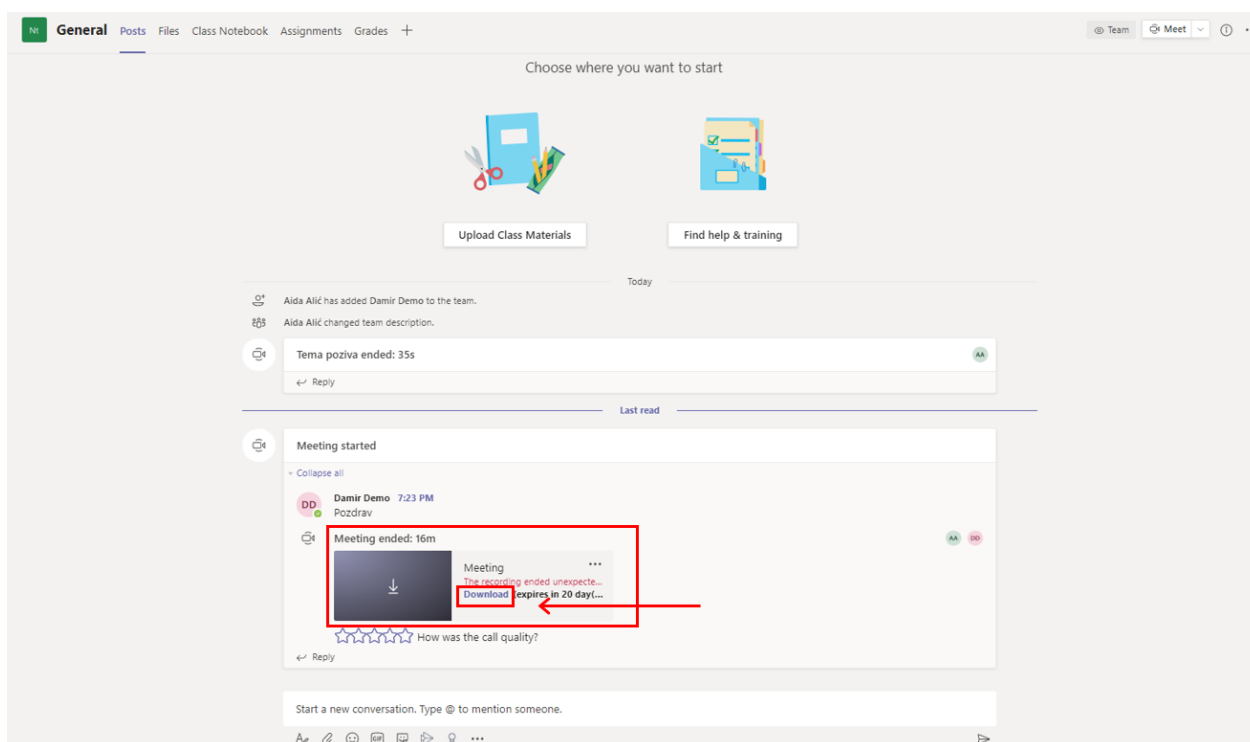 Nt General Posts Files Class Notebook Assignments Grades Team Meet
Choose where you want to start
Upload Class Materials Find help & training
Today
Aida Alić has added Damir Demo to the team.
Aida Alić changed team description.
Tema poziva ended: 35s AA
Reply
Last read
Meeting started
Collapse all
DD Damir Demo 7:23 PM
Pozdrav
Meeting ended: 16m AA DD
Meeting ...
The recording ended unexpecte...
Download (expires in 20 day(...
How was the call quality?
Reply
Start a new conversation. Type @ to mention someone.
GIF